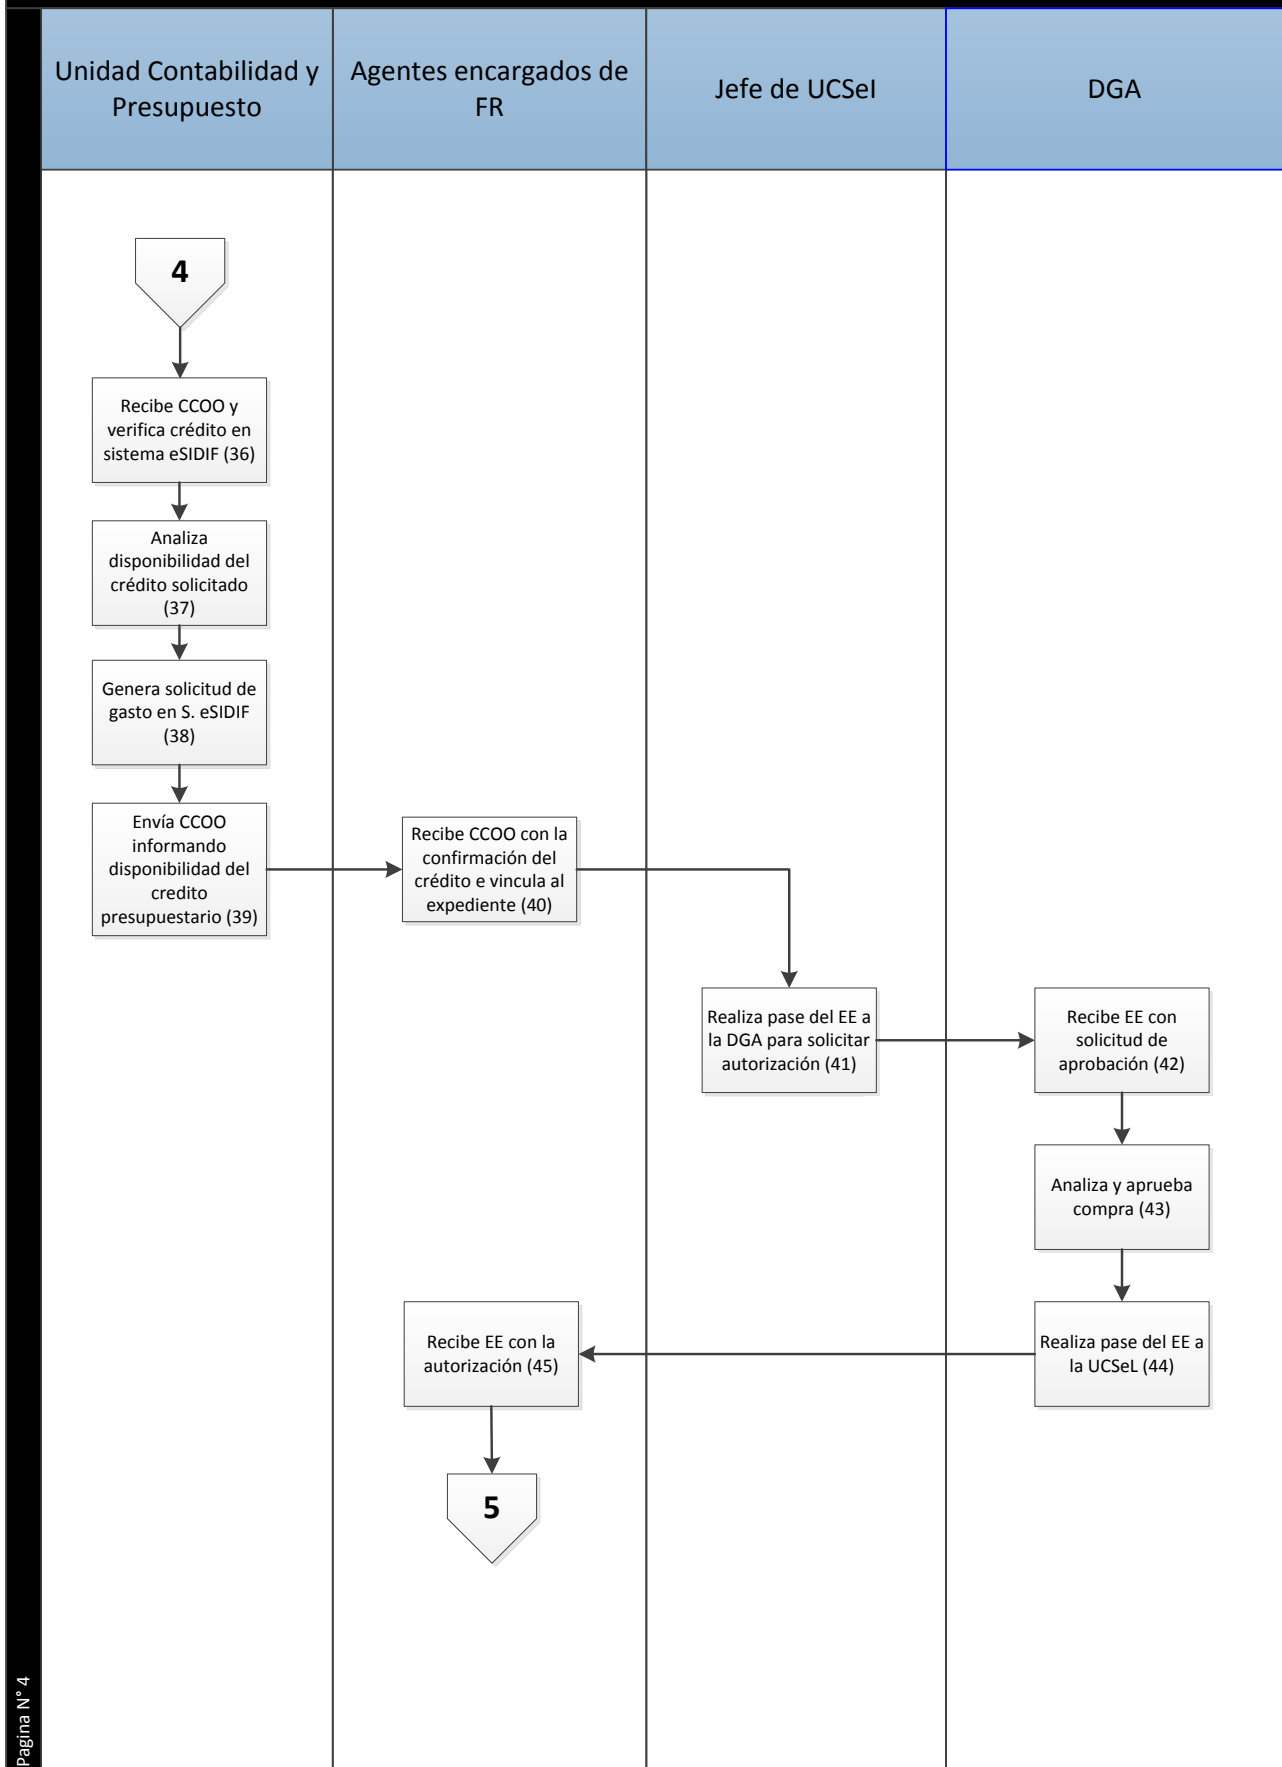 Unidad Contabilidad y
Presupuesto
Agentes encargados de
FR
Jefe de UCSeI
DGA
4
Recibe CCOO y
verifica crédito en
sistema eSIDIF (36)
Analiza
disponibilidad del
crédito solicitado
(37)
Genera solicitud de
gasto en S. eSIDIF
(38)
Envía CCOO
informando
disponibilidad del
credito
presupuestario (39)
Recibe CCOO con la
confirmación del
crédito e vincula al
expediente (40)
Realiza pase del EE a
la DGA para solicitar
autorización (41)
Recibe EE con
solicitud de
aprobación (42)
Analiza y aprueba
compra (43)
Realiza pase del EE a
la UCSeL (44)
Recibe EE con la
autorización (45)
5
Pagina N° 4